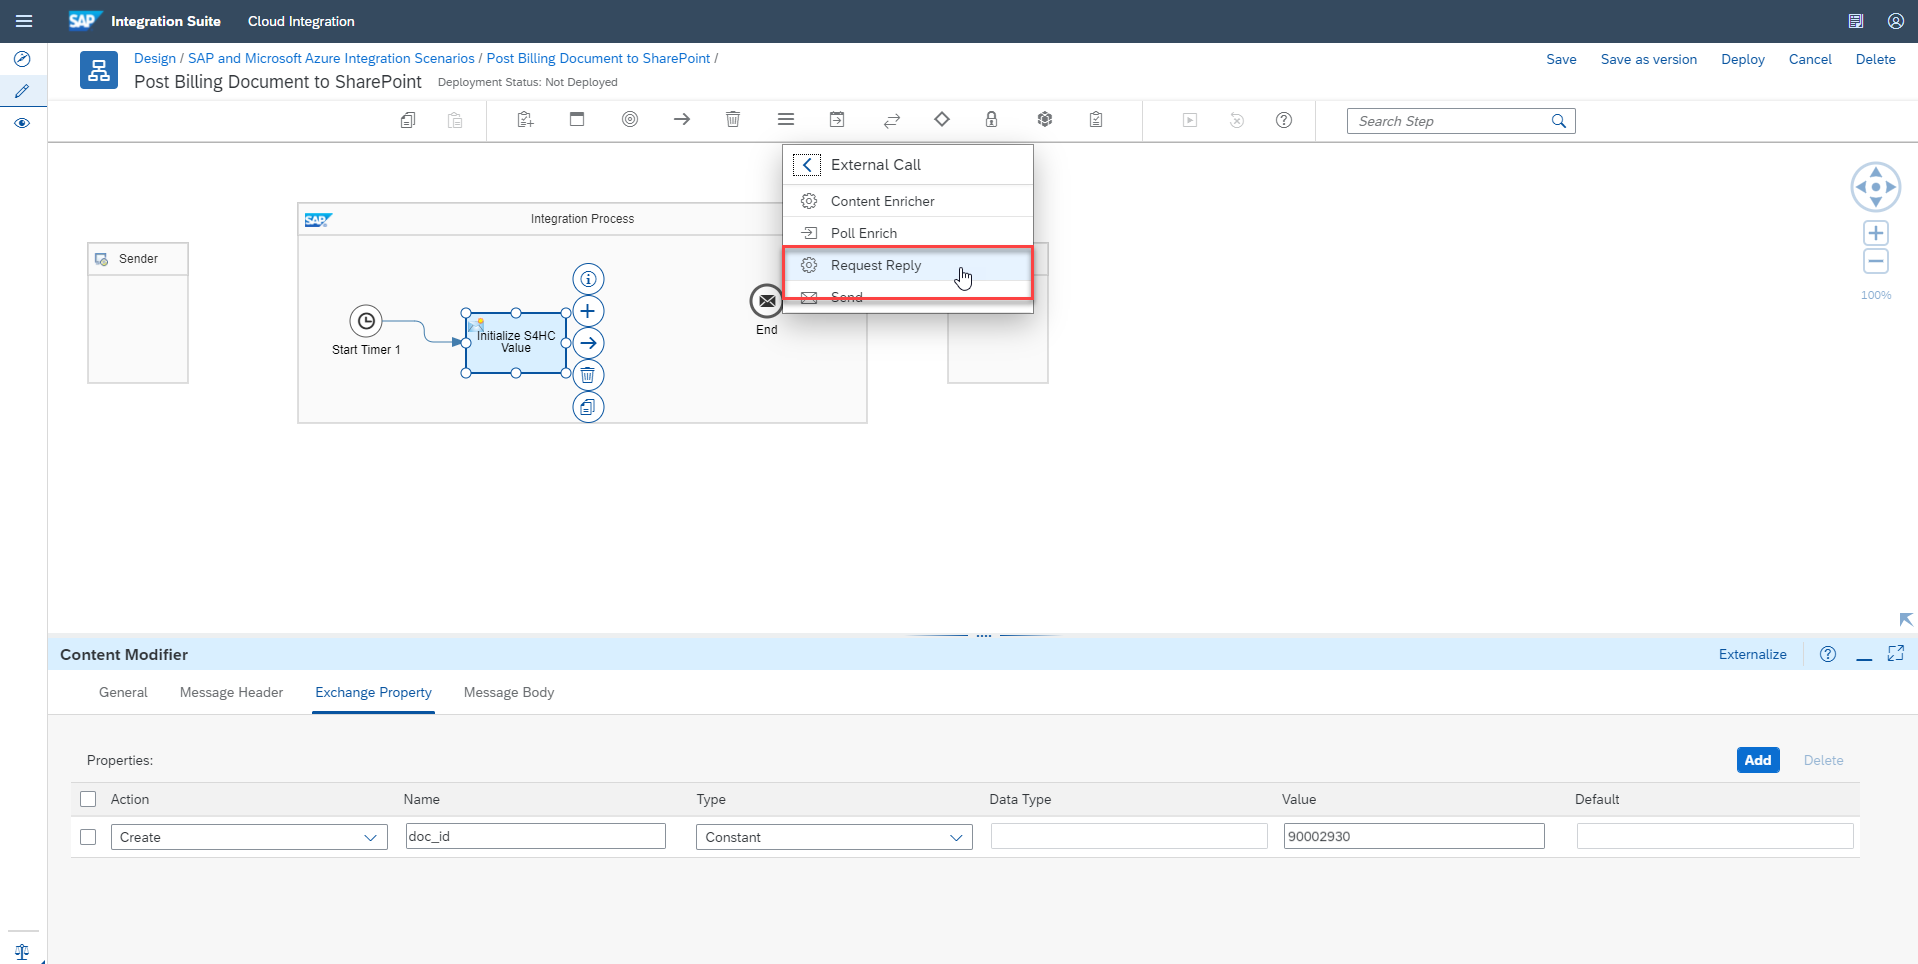 SAP Integration Suite Cloud Integration
Design / SAP and Microsoft Azure Integration Scenarios / Post Billing Document to SharePoint /
Post Billing Document to SharePoint Deployment Status: Not Deployed
Save Save as version Deploy Cancel Delete
Search Step
External Call
Content Enricher
Poll Enrich
Request Reply
Send
SAP Integration Process
Sender
Start Timer 1
Initialize S4HC
Value
End
100%
Content Modifier
Externalize
General Message Header Exchange Property Message Body
Properties:
Add Delete
Action Name Type Data Type Value Default
Create doc_id Constant 90002930